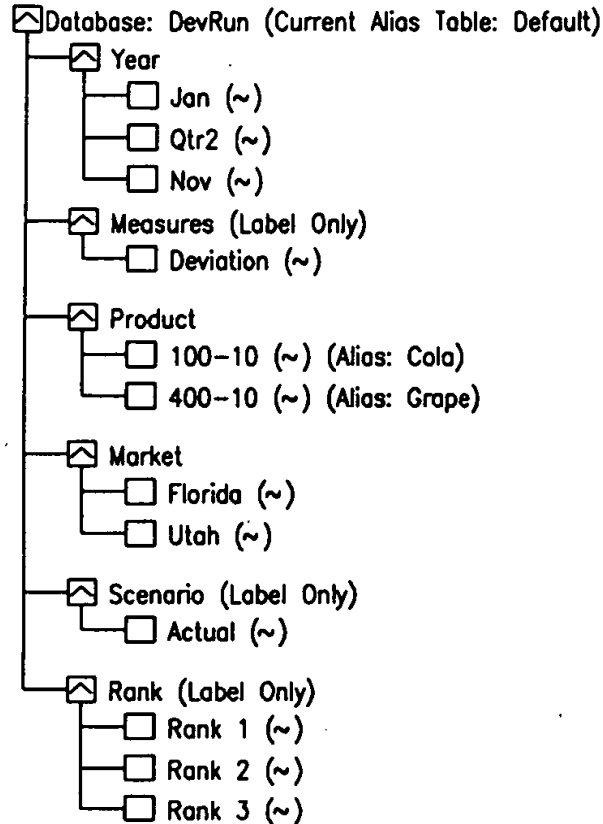 Database: DevRun (Current Alias Table: Default)
Year
Jan (~)
Qtr2 (~)
Nov (~)
Measures (Label Only)
Deviation (~)
Product
100-10 (~) (Alias: Cola)
400-10 (~) (Alias: Grape)
Market
Florida (~)
Utah (~)
Scenario (Label Only)
Actual (~)
Rank (Label Only)
Rank 1 (~)
Rank 2 (~)
Rank 3 (~)